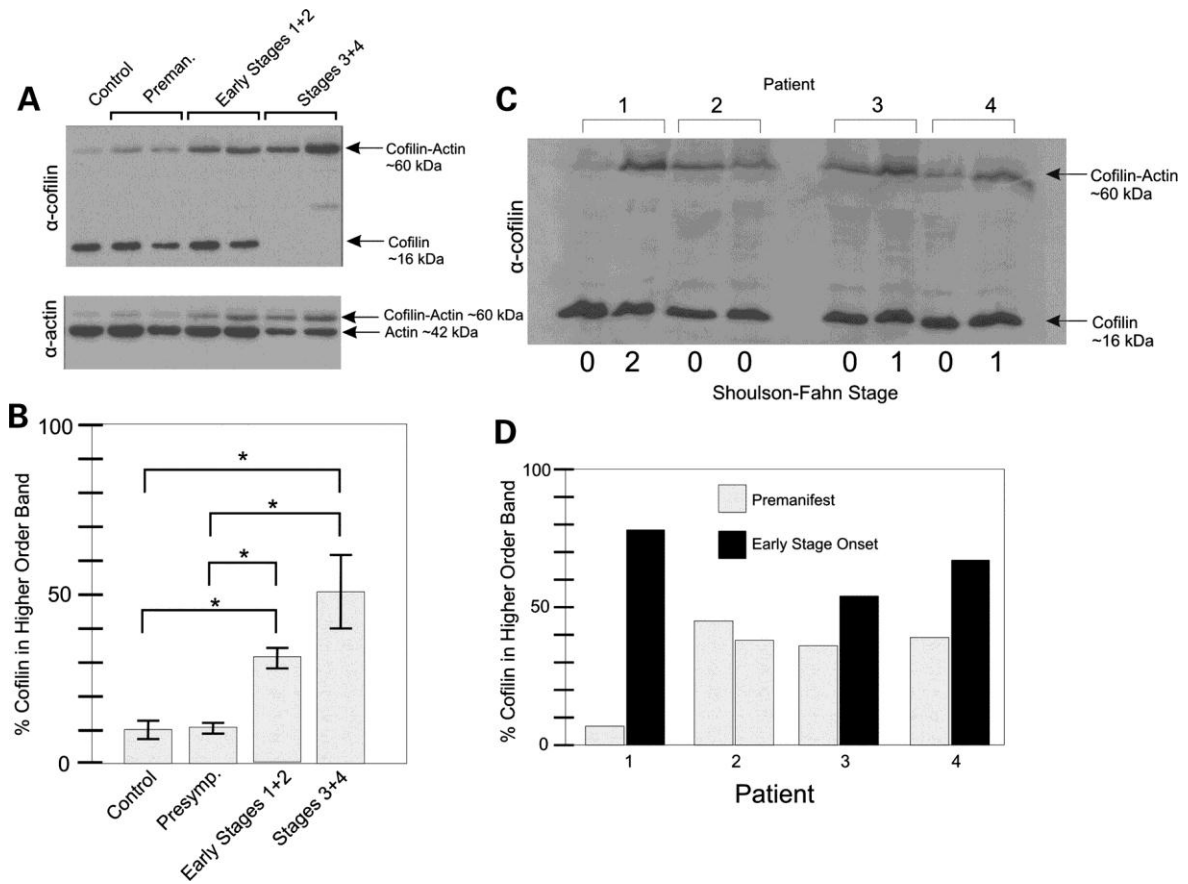 A
Control
Preman.
Early Stages 1+2
Stages 3+4
α-cofilin
Cofilin-Actin
~60 kDa
Cofilin
~16 kDa
α-actin
Cofilin-Actin ~60 kDa
Actin ~42 kDa
B
% Cofilin in Higher Order Band
100
50
0
*
*
*
*
Control
Presymp.
Early Stages 1+2
Stages 3+4
C
Patient
1 2 3 4
α-cofilin
Cofilin-Actin
~60 kDa
Cofilin
~16 kDa
0 2 0 0 0 1 0 1
Shoulson-Fahn Stage
D
% Cofilin in Higher Order Band
100
50
0
Premanifest
Early Stage Onset
1 2 3 4
Patient